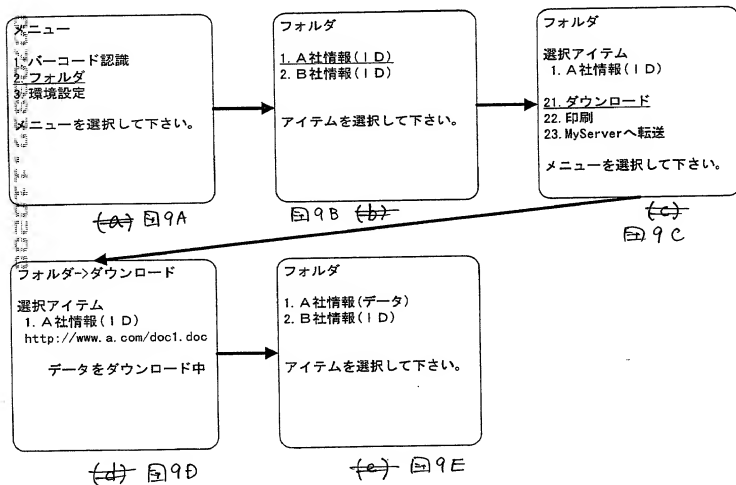 メニュー
1. バーコード認識
2. フォルダ
3. 環境設定
メニューを選択して下さい。
(a) 図9A
フォルダ
1. A社情報(ID)
2. B社情報(ID)
アイテムを選択して下さい。
図9B (b)
フォルダ
選択アイテム
1. A社情報(ID)
21. ダウンロード
22. 印刷
23. MyServerへ転送
メニューを選択して下さい。
(c)
図9C
フォルダ->ダウンロード
選択アイテム
1. A社情報(ID)
http://www.a.com/doc1.doc
データをダウンロード中
(d) 図9D
フォルダ
1. A社情報(データ)
2. B社情報(ID)
アイテムを選択して下さい。
(e) 図9E